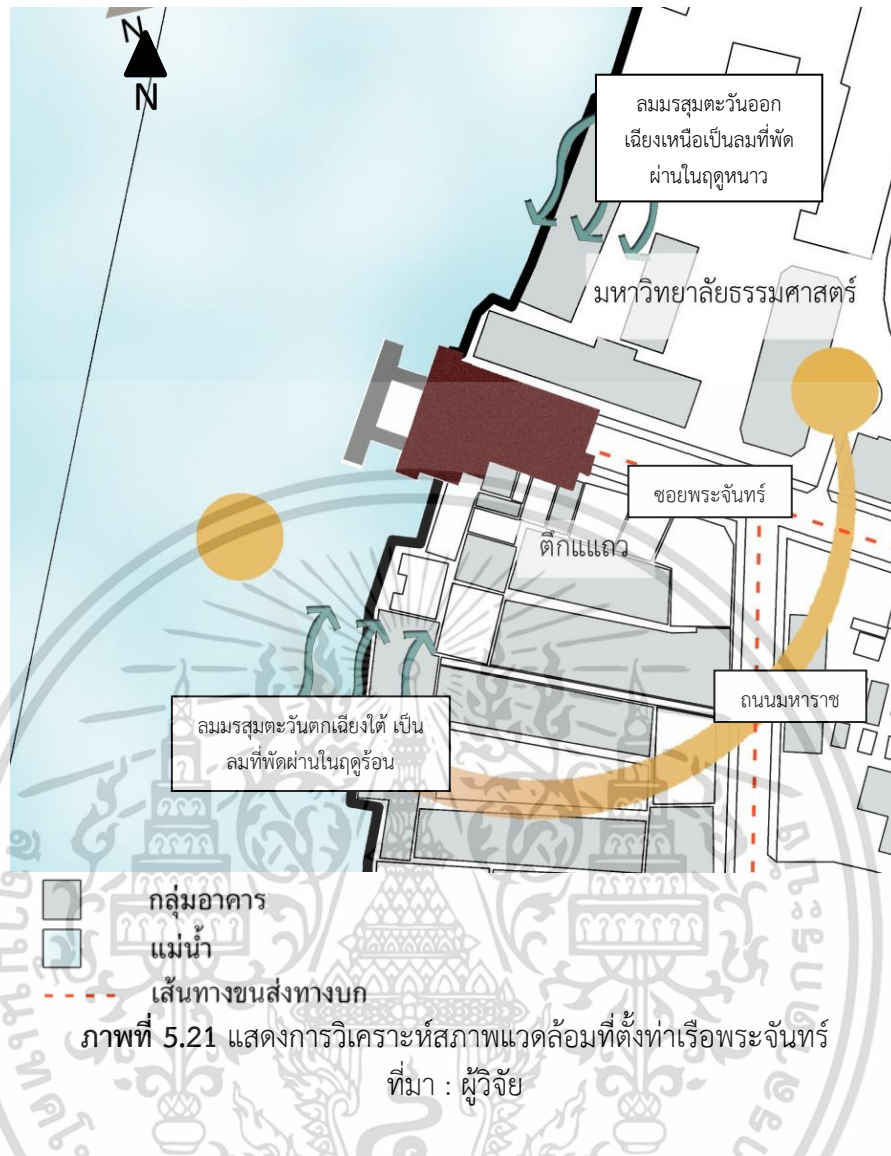 N
N
ลมมรสุมตะวันออก
เฉียงเหนือเป็นลมที่พัด
ผ่านในฤดูหนาว
มหาวิทยาลัยธรรมศาสตร์
ซอยพระจันทร์
ตึกแแถว
ถนนมหาราช
ลมมรสุมตะวันตกเฉียงใต้ เป็น
ลมที่พัดผ่านในฤดูร้อน
กลุ่มอาคาร
แม่น้ำ
เส้นทางขนส่งทางบก
ภาพที่ 5.21 แสดงการวิเคราะห์สภาพแวดล้อมที่ตั้งท่าเรือพระจันทร์
ที่มา : ผู้วิจัย